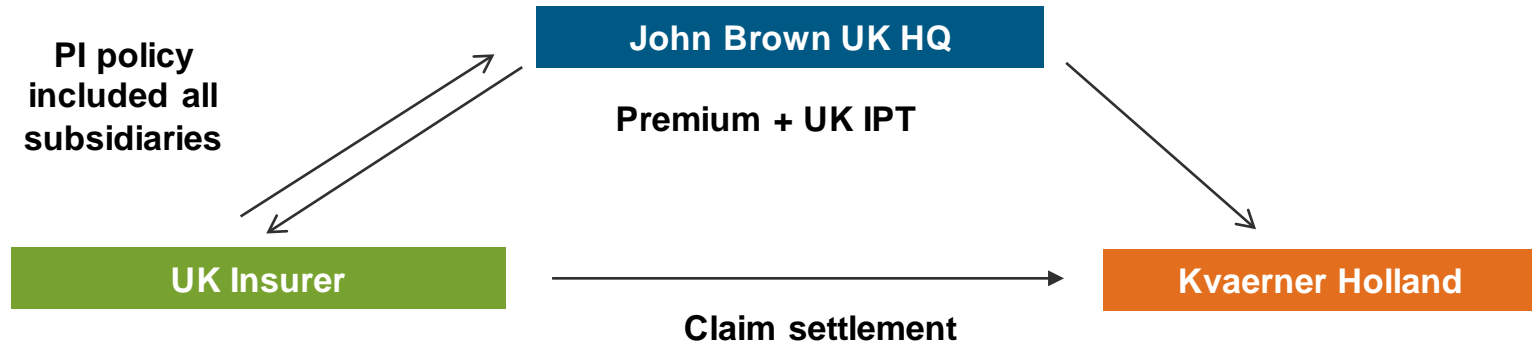 John Brown UK HQ
PI policy
included all
subsidiaries
Premium + UK IPT
UK Insurer
Kvaerner Holland
Claim settlement